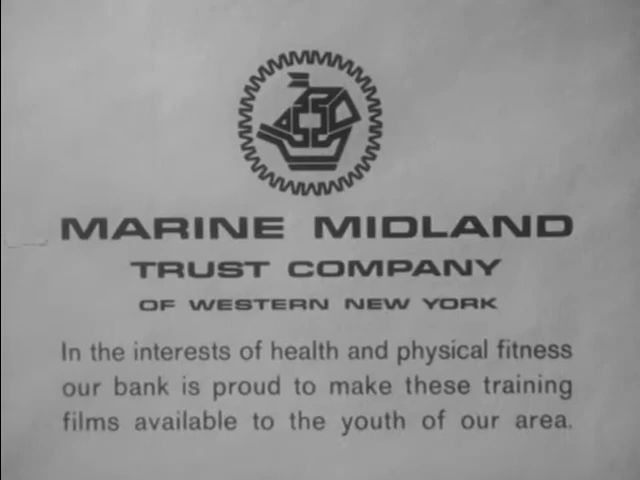 MARINE MIDLAND
TRUST COMPANY
OF WESTERN NEW YORK
In the interests of health and physical fitness
our bank is proud to make these training
films available to the youth of our area.